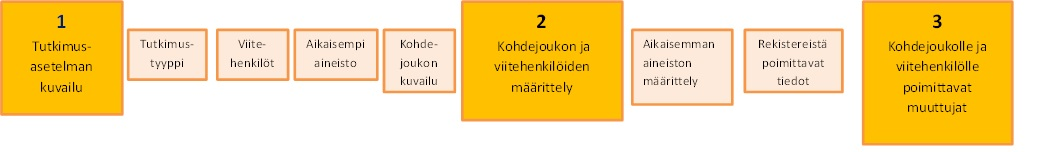 1
Tutkimus-
asetelman
kuvailu
Tutkimus-
tyyppi
Viite-
henkilöt
Aikaisempi
aineisto
Kohde-
joukon
kuvailu
2
Kohdejoukon ja
viitehenkilöiden
määrittely
Aikaisemman
aineiston
määrittely
Rekistereistä
poimittavat
tiedot
3
Kohdejoukolle ja
viitehenkilölle
poimittavat
muuttujat